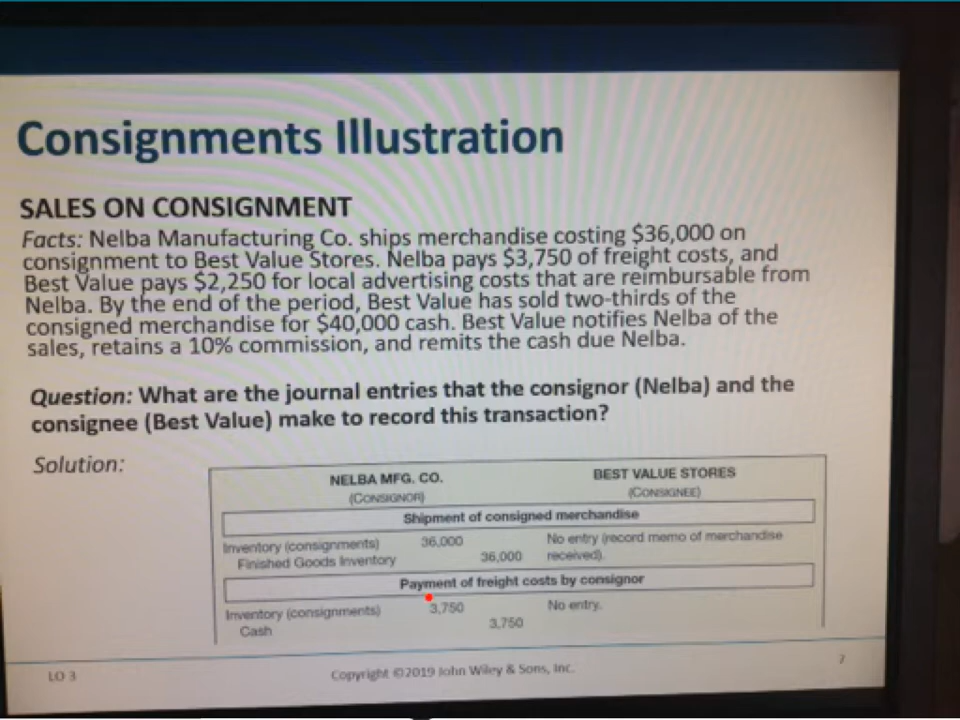 Consignments Illustration
SALES ON CONSIGNMENT
Facts: Nelba Manufacturing Co. ships merchandise costing $36,000 on
consignment to Best Value Stores. Nelba pays $3,750 of freight costs, and
Best Value pays $2,250 for local advertising costs that are reimbursable from
Nelba. By the end of the period, Best Value has sold two-thirds of the
consigned merchandise for $40,000 cash. Best Value notifies Nelba of the
sales, retains a 10% commission, and remits the cash due Nelba.
Question: What are the journal entries that the consignor (Nelba) and the
consignee (Best Value) make to record this transaction?
Solution:
NELBA MFG. CO. BEST VALUE STORES
(CONSIGNOR) (CONSIGNEE)
Shipment of consigned merchandise
Inventory (consignments) 36,000 No entry (record memo of merchandise
Finished Goods Inventory 36,000 received).
Payment of freight costs by consignor
Inventory (consignments) 3,750 No entry.
Cash 3,750
LO 3 Copyright ©2019 John Wiley & Sons, Inc. 7